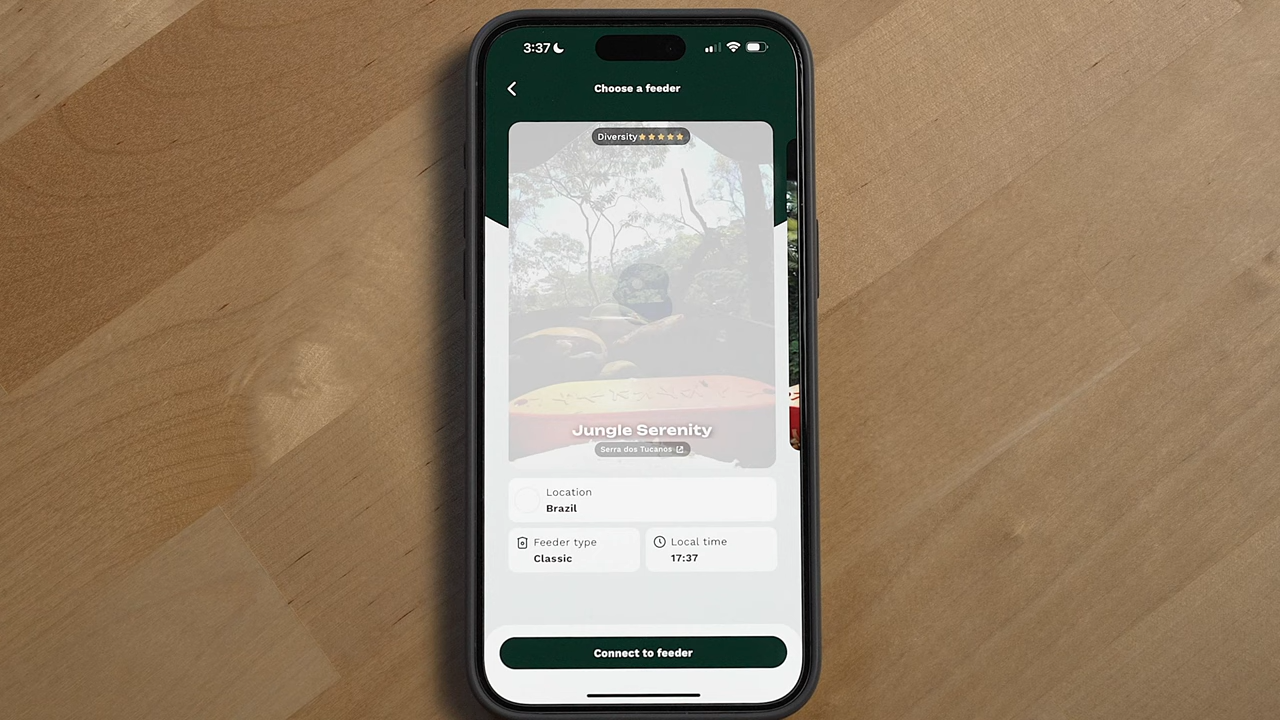 3:37
Choose a feeder
Diversity
Jungle Serenity
Serra dos Tucanos
Location
Brazil
Feeder type
Classic
Local time
17:37
Connect to feeder